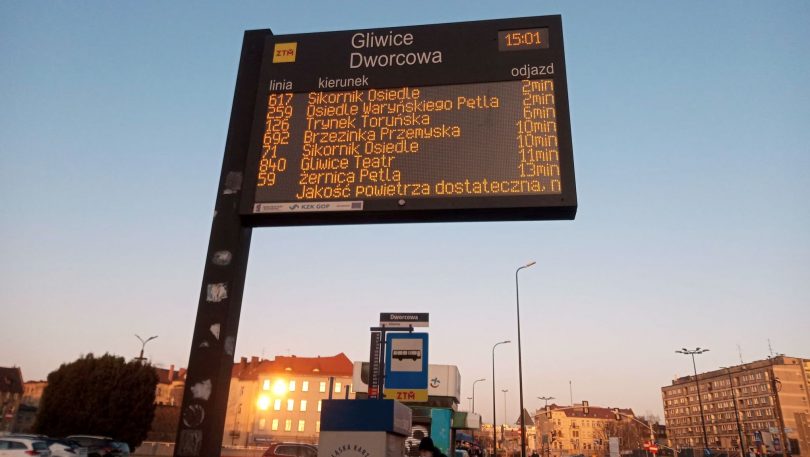 ZTM
Gliwice
Dworcowa
15:01
linia kierunek odjazd
617 Sikornik Osiedle 2min
259 Osiedle Waryńskiego Pętla 2min
126 Trynek Toruńska 6min
692 Brzezinka Przemyska 10min
71 Sikornik Osiedle 10min
840 Gliwice Teatr 11min
59 Żernica Pętla 13min
Jakość powietrza dostateczna, n
KZK GOP
Dworcowa
ZTM